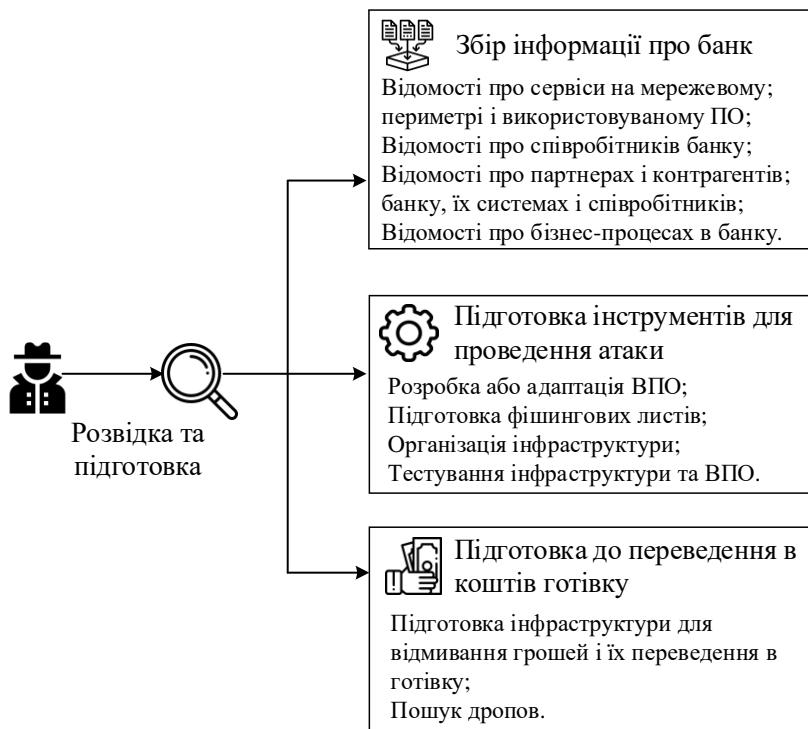 Збір інформації про банк
Відомості про сервіси на мережевому;
периметрі і використовуваному ПО;
Відомості про співробітників банку;
Відомості про партнерах і контрагентів;
банку, їх системах і співробітників;
Відомості про бізнес-процесах в банку.
Розвідка та
підготовка
Підготовка інструментів для
проведення атаки
Розробка або адаптація ВПО;
Підготовка фішингових листів;
Організація інфраструктури;
Тестування інфраструктури та ВПО.
Підготовка до переведення в
коштів готівку
Підготовка інфраструктури для
відмивання грошей і їх переведення в
готівку;
Пошук дропов.